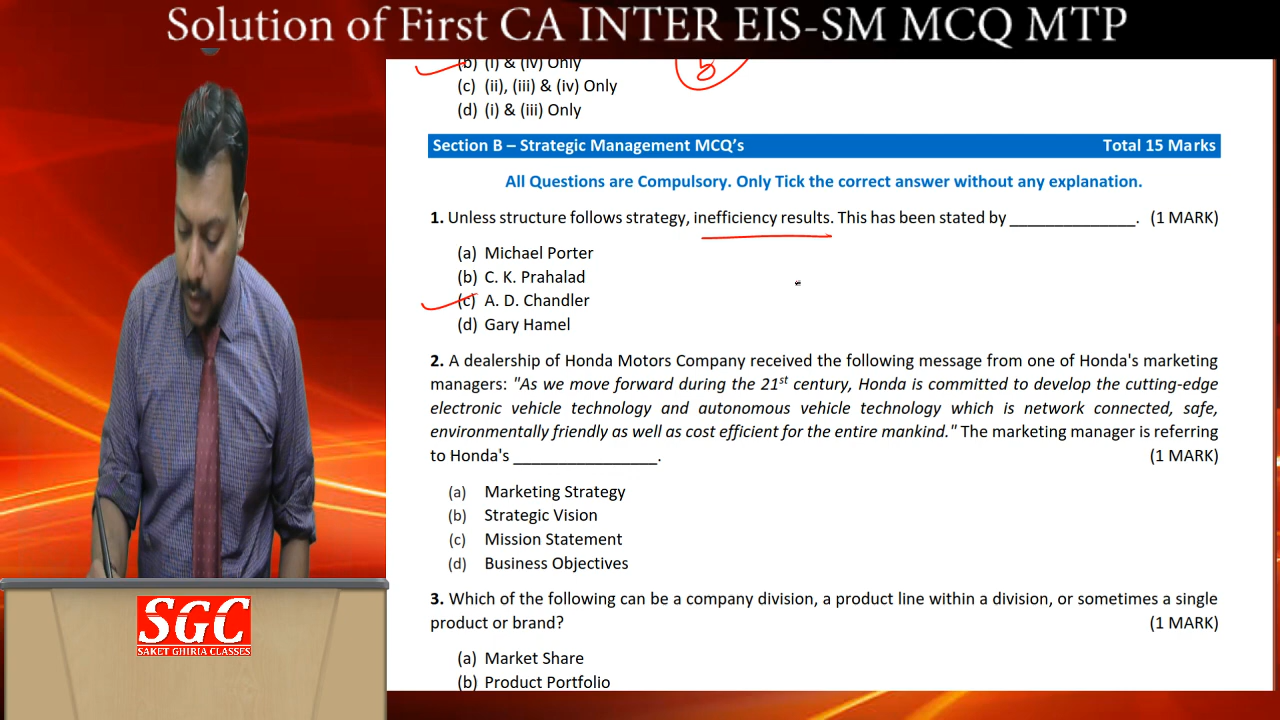 Solution of First CA INTER EIS-SM MCQ MTP
(b) (i) & (iv) Only
b
(c) (ii), (iii) & (iv) Only
(d) (i) & (iii) Only
Section B – Strategic Management MCQ's Total 15 Marks
All Questions are Compulsory. Only Tick the correct answer without any explanation.
1. Unless structure follows strategy, inefficiency results. This has been stated by _______________. (1 MARK)
(a) Michael Porter
(b) C. K. Prahalad
(c) A. D. Chandler
(d) Gary Hamel
2. A dealership of Honda Motors Company received the following message from one of Honda's marketing
managers: "As we move forward during the 21st century, Honda is committed to develop the cutting-edge
electronic vehicle technology and autonomous vehicle technology which is network connected, safe,
environmentally friendly as well as cost efficient for the entire mankind." The marketing manager is referring
to Honda's _________________. (1 MARK)
(a) Marketing Strategy
(b) Strategic Vision
(c) Mission Statement
(d) Business Objectives
3. Which of the following can be a company division, a product line within a division, or sometimes a single
product or brand? (1 MARK)
(a) Market Share
(b) Product Portfolio
SGC
SAKET GHIRIA CLASSES